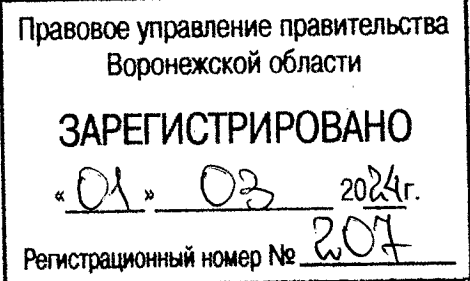 Правовое управление правительства
Воронежской области
ЗАРЕГИСТРИРОВАНО
«01» 03 2024г.
Регистрационный номер № 207